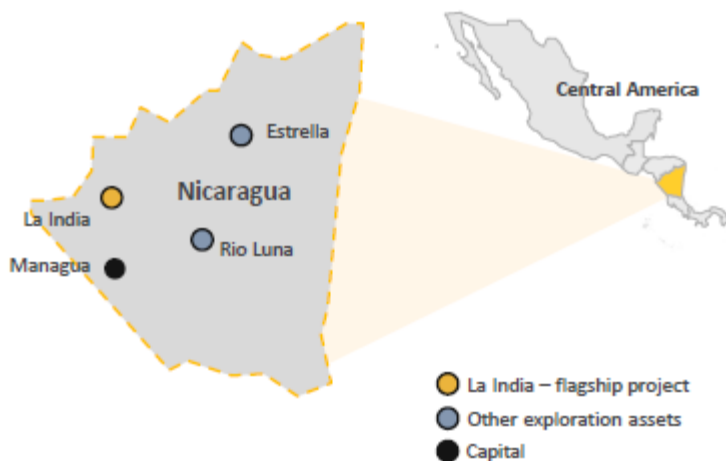 Central America
Estrella
Nicaragua
La India
Rio Luna
Managua
La India – flagship project
Other exploration assets
Capital